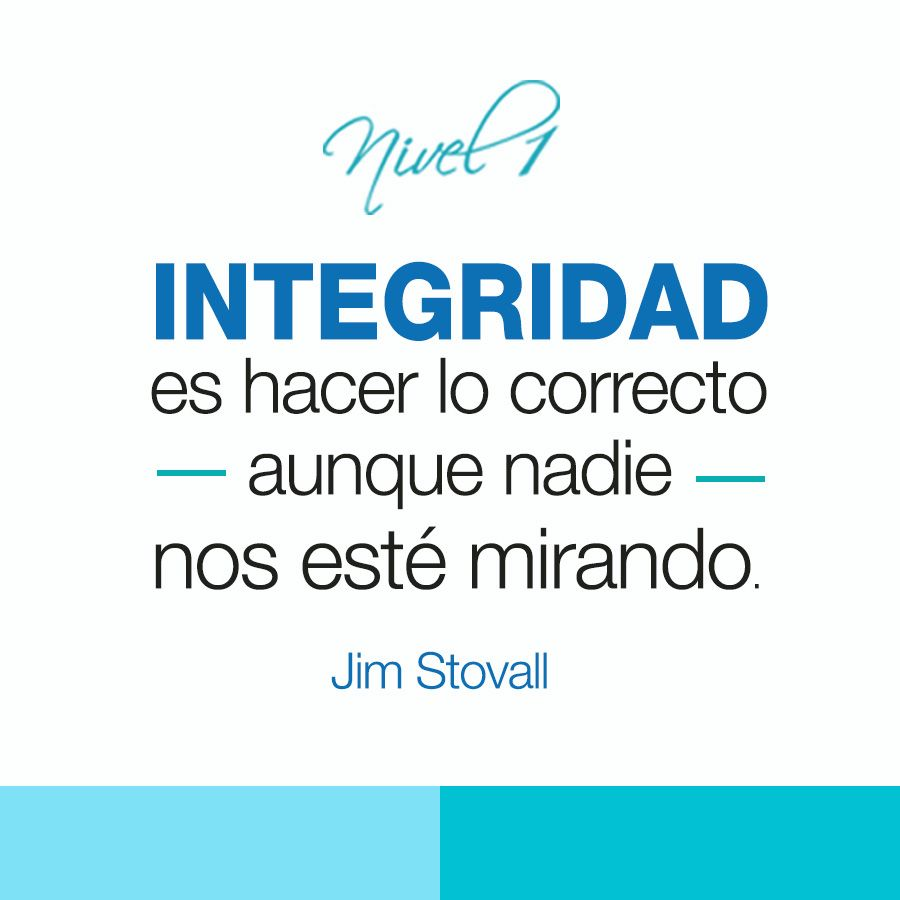 Nivel 1
INTEGRIDAD
es hacer lo correcto
aunque nadie
nos esté mirando.
Jim Stovall